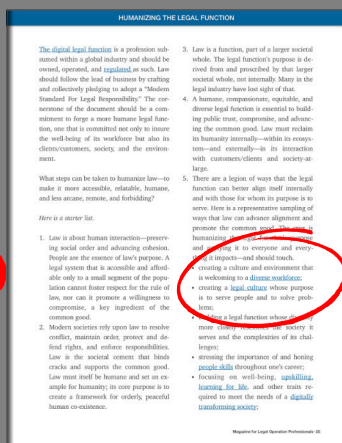 HUMANIZING THE LEGAL FUNCTION
The digital legal function is a profession sub-
sumed within a global industry and should be
owned, operated, and regulated as such. Law
should follow the lead of business by crafting
and collectively pledging to adopt a "Modern
Standard For Legal Responsibility." The cor-
nerstone of the document should be a com-
mitment to forge a more humane legal func-
tion, one that is committed not only to insure
the well-being of its workforce but also its
clients/customers, society, and the environ-
ment.
What steps can be taken to humanize law—to
make it more accessible, relatable, humane,
and less arcane, remote, and forbidding?
Here is a starter list.
1. Law is about human interaction—preserv-
ing social order and advancing cohesion.
People are the essence of law's purpose. A
legal system that is accessible and afford-
able only to a small segment of the popu-
lation cannot foster respect for the rule of
law, nor can it promote a willingness to
compromise, a key ingredient of the
common good.
2. Modern societies rely upon law to resolve
conflict, maintain order, protect and de-
fend rights, and enforce responsibilities.
Law is the societal cement that binds
cracks and supports the common good.
Law must itself be humane and set an ex-
ample for humanity; its core purpose is to
create a framework for orderly, peaceful
human co-existence.
3. Law is a function, part of a larger societal
whole. The legal function's purpose is de-
rived from and proscribed by that larger
societal whole, not internally. Many in the
legal industry have lost sight of that.
4. A humane, compassionate, equitable, and
diverse legal function is essential to build-
ing public trust, compromise, and advanc-
ing the common good. Law must reclaim
its humanity internally—within its ecosys-
tem—and externally—in its interaction
with customers/clients and society-at-
large.
5. There are a legion of ways that the legal
function can better align itself internally
and with those for whom its purpose is to
serve. Here is a representative sampling of
ways that law can advance alignment and
promote the common good. The core is
humanizing the legal function's purpose
and applying it to everyone and every-
thing it impacts—and should touch.
• creating a culture and environment that
is welcoming to a diverse workforce;
• creating a legal culture whose purpose
is to serve people and to solve prob-
lems;
• building a legal function whose diversity
more closely resembles the society it
serves and the complexities of its chal-
lenges;
• stressing the importance of and honing
people skills throughout one's career;
• focusing on well-being, upskilling,
learning for life, and other traits re-
quired to meet the needs of a digitally
transforming society;
Magazine for Legal Operation Professionals 35